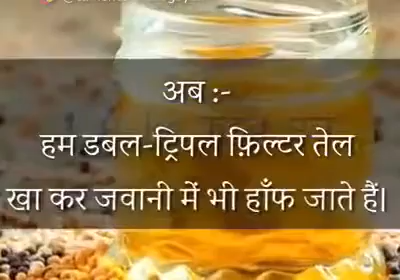 अब :-
हम डबल-ट्रिपल फ़िल्टर तेल
खा कर जवानी में भी हाँफ जाते हैं।